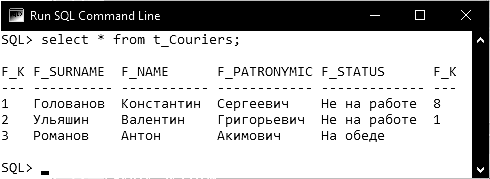 Run SQL Command Line
SQL> select * from t_Couriers;
F_K F_SURNAME F_NAME F_PATRONYMIC F_STATUS F_K
--- ----------- ------------ ------------ ------------- ---
1 Голованов Константин Сергеевич Не на работе 8
2 Ульяшин Валентин Григорьевич Не на работе 1
3 Романов Антон Акимович На обеде
SQL>